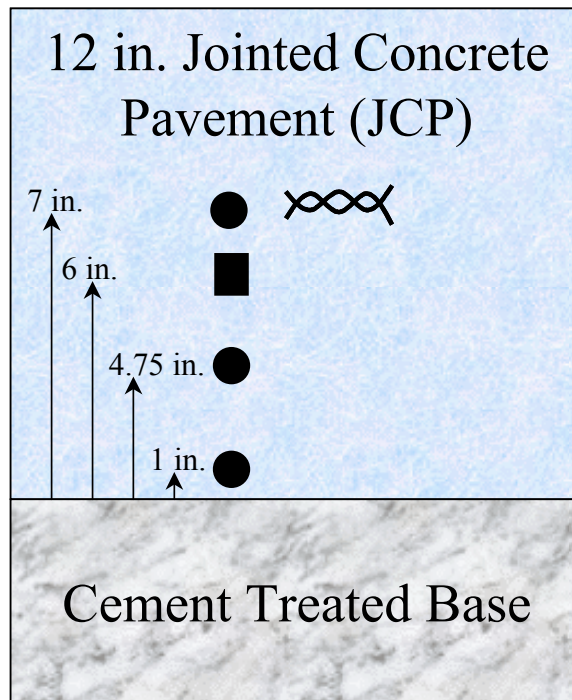 12 in. Jointed Concrete
Pavement (JCP)
7 in.
6 in.
4.75 in.
1 in.
Cement Treated Base